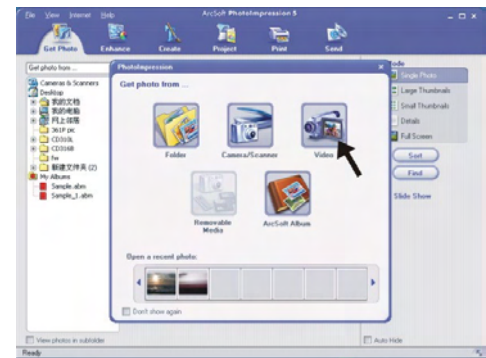 File View Internet Help
ArcSoft PhotoImpression 5
Get Photo Enhance Create Project Print Send
Get photo from ...
Cameras & Scanners
Desktop
我的文档
我的电脑
网上邻居
361P pic
CD0310L
CD0316B
fw
新建文件夹 (2)
My Albums
Sample.abm
Sample_1.abm
PhotoImpression
Get photo from ...
Folder Camera/Scanner Video
Removable Media
ArcSoft Album
Open a recent photo:
Don't show again
Single Photo
Large Thumbnails
Small Thumbnails
Details
Full Screen
Sort
Find
Slide Show
View photos in subfolder
Auto Hide
Ready